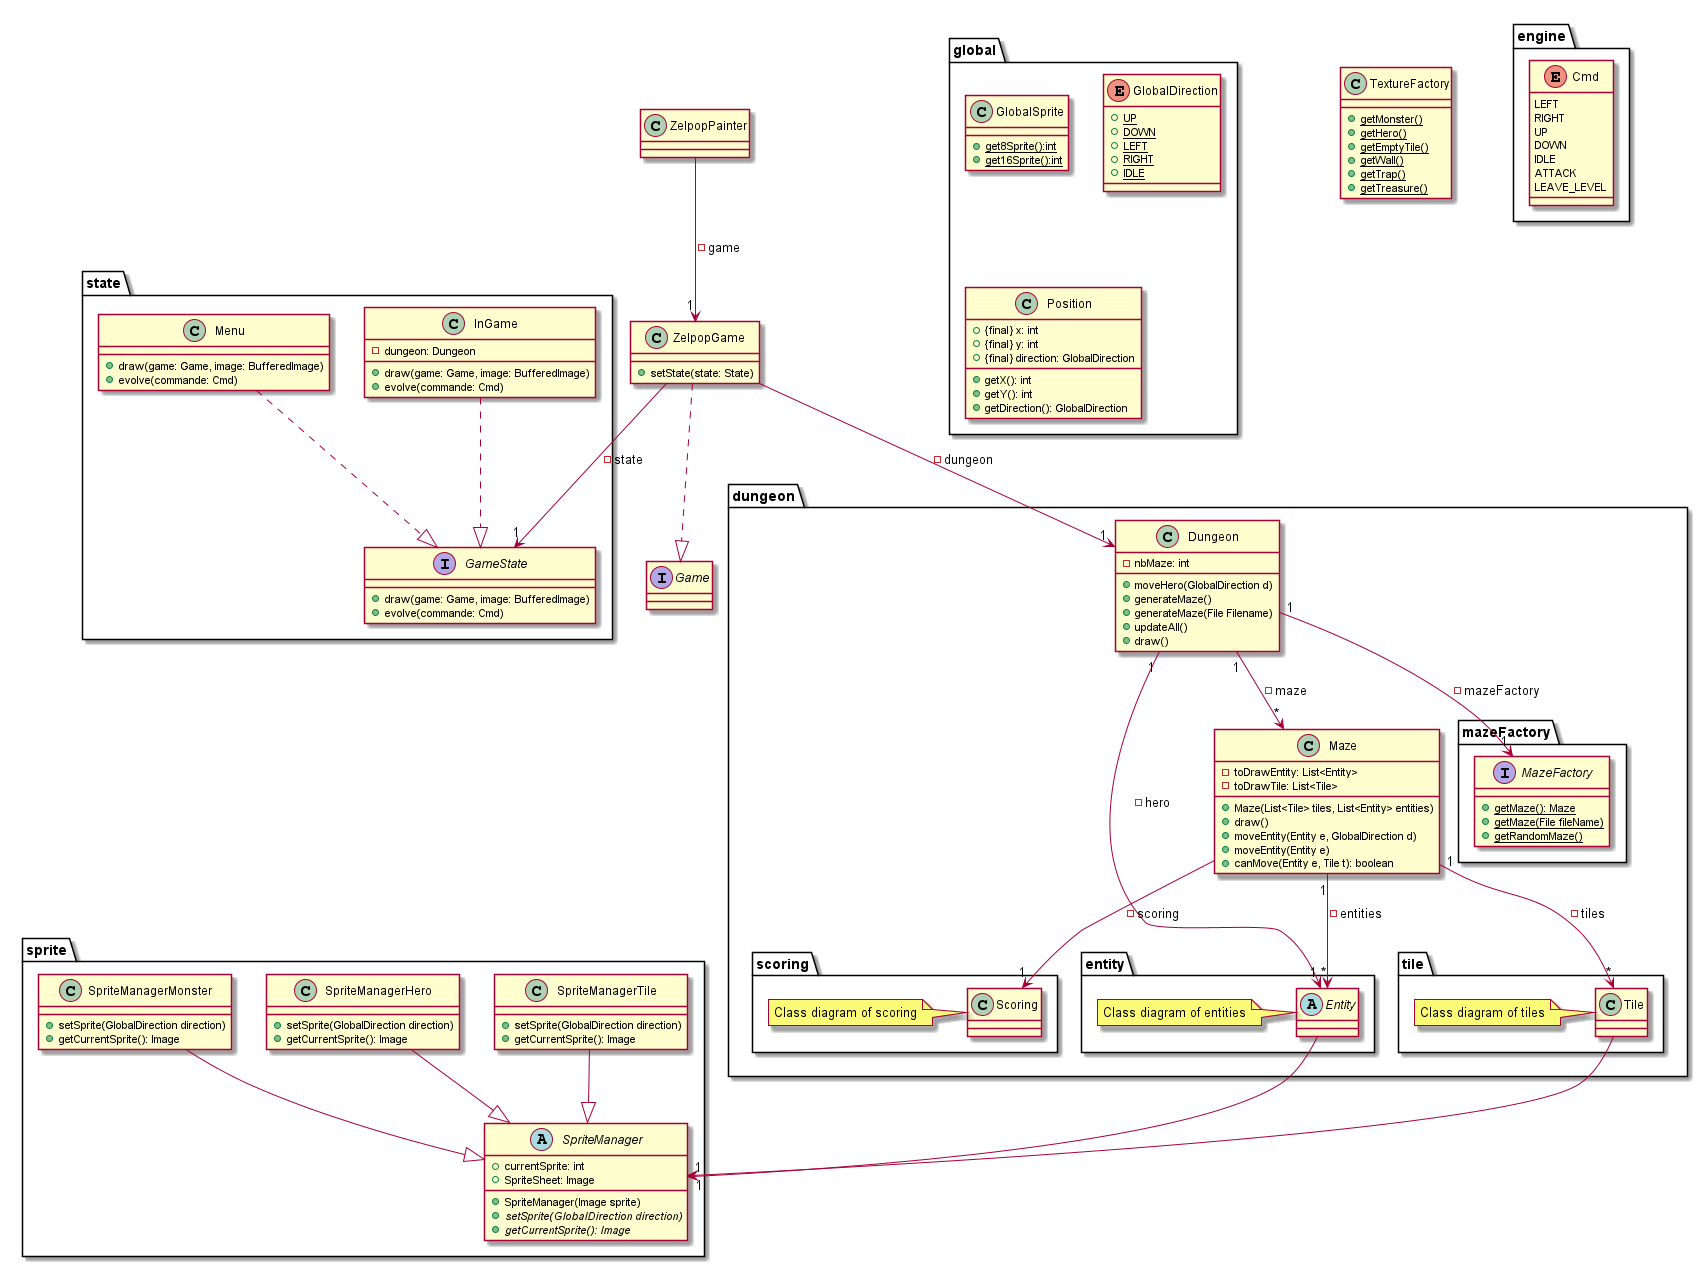 global
C GlobalSprite
get8Sprite():int
get16Sprite():int
E GlobalDirection
UP
DOWN
LEFT
RIGHT
IDLE
C Position
{final} x: int
{final} y: int
{final} direction: GlobalDirection
getX(): int
getY(): int
getDirection(): GlobalDirection
C TextureFactory
getMonster()
getHero()
getEmptyTile()
getWall()
getTrap()
getTreasure()
engine
E Cmd
LEFT
RIGHT
UP
DOWN
IDLE
ATTACK
LEAVE_LEVEL
C ZelpopPainter
game
1
C ZelpopGame
setState(state: State)
state
C Menu
draw(game: Game, image: BufferedImage)
evolve(commande: Cmd)
C InGame
dungeon: Dungeon
draw(game: Game, image: BufferedImage)
evolve(commande: Cmd)
state
1
I GameState
draw(game: Game, image: BufferedImage)
evolve(commande: Cmd)
I Game
dungeon
1
dungeon
C Dungeon
nbMaze: int
moveHero(GlobalDirection d)
generateMaze()
generateMaze(File Filename)
updateAll()
draw()
1
1
1
maze
*
mazeFactory
1
hero
1
C Maze
toDrawEntity: List<Entity>
toDrawTile: List<Tile>
Maze(List<Tile> tiles, List<Entity> entities)
draw()
moveEntity(Entity e, GlobalDirection d)
moveEntity(Entity e)
canMove(Entity e, Tile t): boolean
mazeFactory
I MazeFactory
getMaze(): Maze
getMaze(File fileName)
getRandomMaze()
scoring
1
1
entities
*
1
tiles
*
scoring
Class diagram of scoring
C Scoring
entity
Class diagram of entities
A Entity
tile
Class diagram of tiles
C Tile
sprite
C SpriteManagerMonster
setSprite(GlobalDirection direction)
getCurrentSprite(): Image
C SpriteManagerHero
setSprite(GlobalDirection direction)
getCurrentSprite(): Image
C SpriteManagerTile
setSprite(GlobalDirection direction)
getCurrentSprite(): Image
A SpriteManager
currentSprite: int
SpriteSheet: Image
SpriteManager(Image sprite)
setSprite(GlobalDirection direction)
getCurrentSprite(): Image
1
1